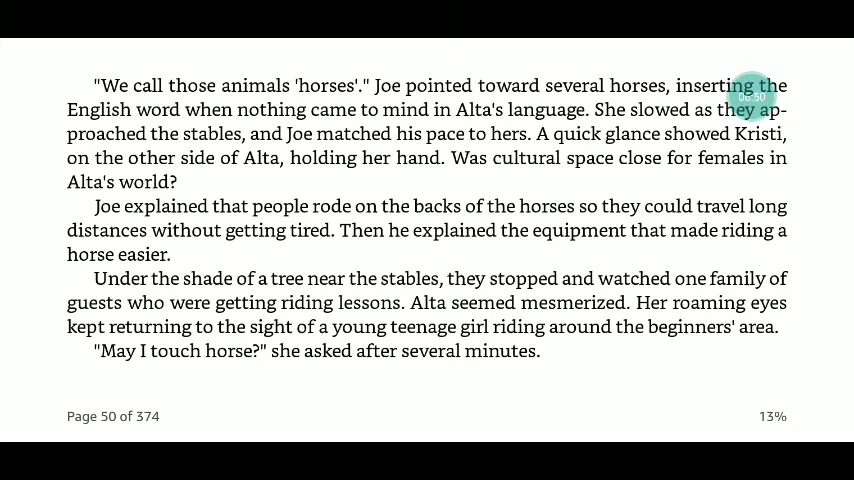 "We call those animals 'horses'." Joe pointed toward several horses, inserting the
English word when nothing came to mind in Alta's language. She slowed as they ap-
proached the stables, and Joe matched his pace to hers. A quick glance showed Kristi,
on the other side of Alta, holding her hand. Was cultural space close for females in
Alta's world?
Joe explained that people rode on the backs of the horses so they could travel long
distances without getting tired. Then he explained the equipment that made riding a
horse easier.
Under the shade of a tree near the stables, they stopped and watched one family of
guests who were getting riding lessons. Alta seemed mesmerized. Her roaming eyes
kept returning to the sight of a young teenage girl riding around the beginners' area.
"May I touch horse?" she asked after several minutes.
Page 50 of 374
13%